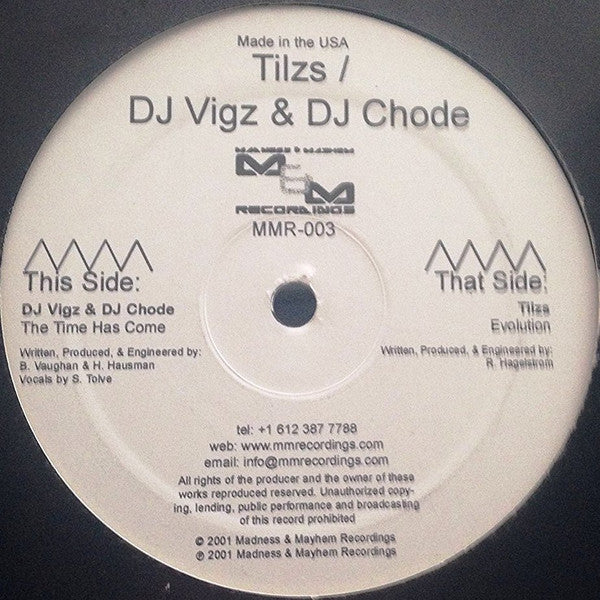 Made in the USA
Tilzs /
DJ Vigz & DJ Chode
MADNESS & MAYHEM
M&M
RECORDINGS
MMR-003
This Side:
DJ Vigz & DJ Chode
The Time Has Come
Written, Produced, & Engineered by:
B. Vaughan & H. Hausman
Vocals by S. Tolve
That Side:
Tilzs
Evolution
Written, Produced, & Engineered by:
R. Hagelstrom
tel: +1 612 387 7788
web: www.mmrecordings.com
email: info@mmrecordings.com
All rights of the producer and the owner of these
works reproduced reserved. Unauthorized copy-
ing, lending, public performance and broadcasting
of this record prohibited
© 2001 Madness & Mayhem Recordings
℗ 2001 Madness & Mayhem Recordings